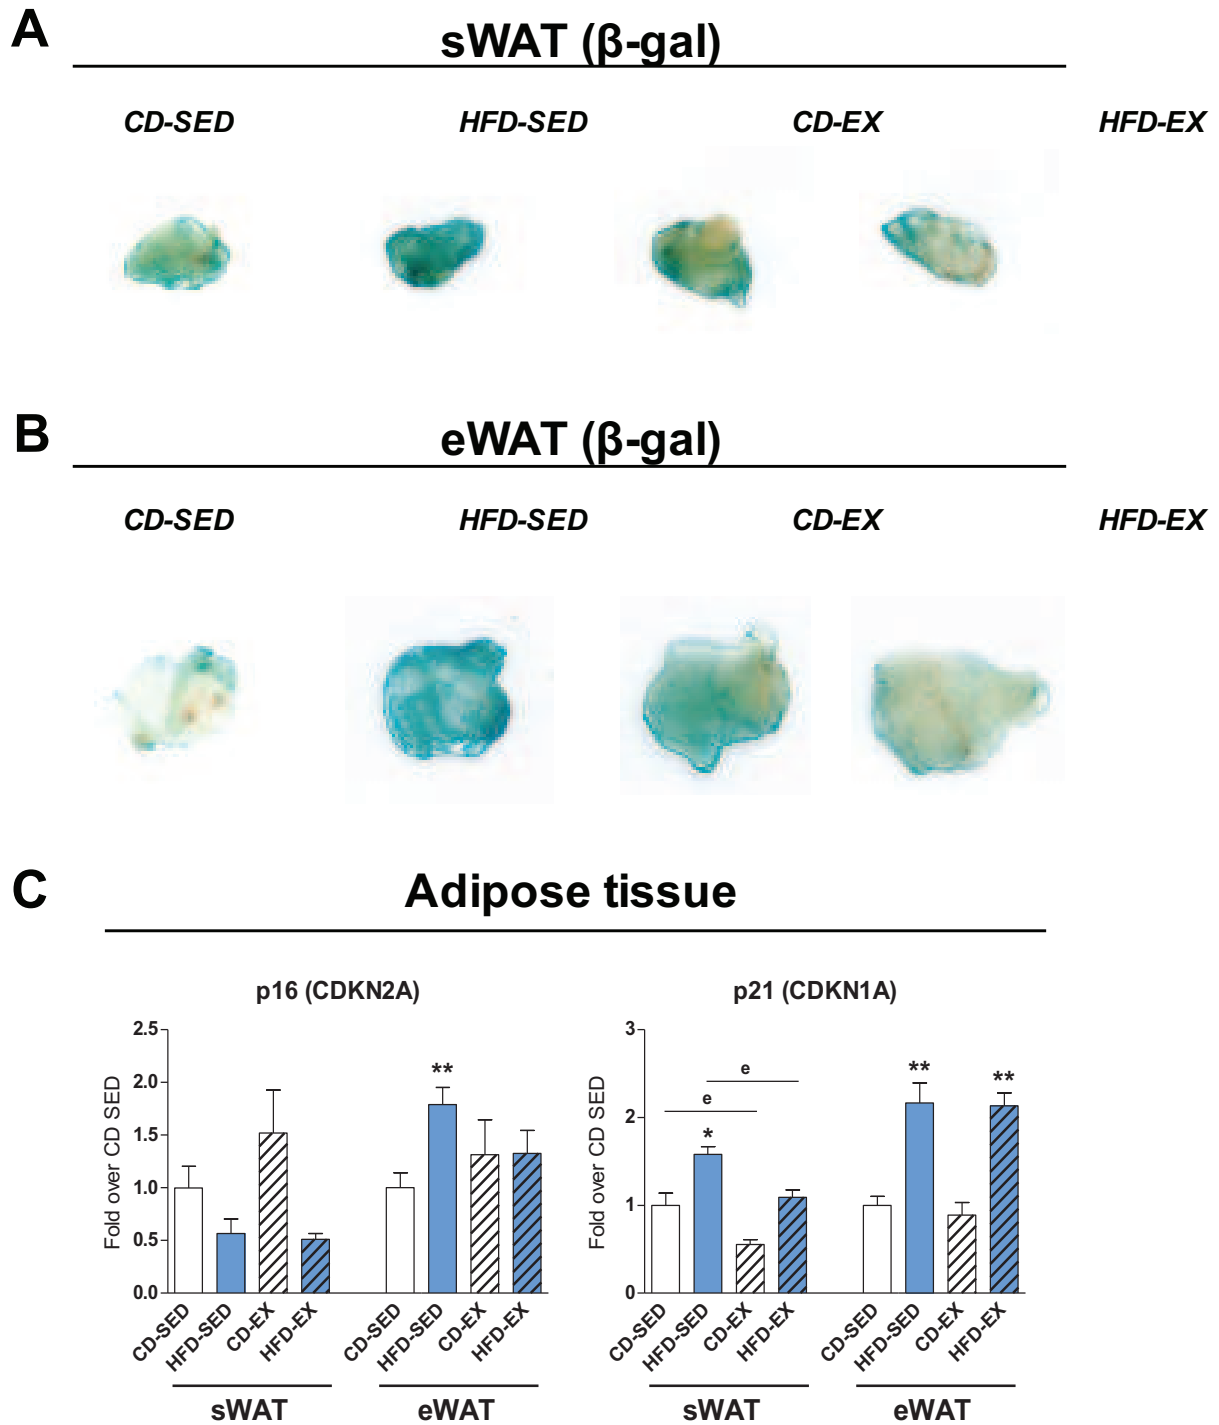 A
sWAT (β-gal)
CD-SED HFD-SED CD-EX HFD-EX
B
eWAT (β-gal)
CD-SED HFD-SED CD-EX HFD-EX
C
Adipose tissue
p16 (CDKN2A)
Fold over CD SED
2.5
2.0
1.5
1.0
0.5
0.0
**
CD-SED HFD-SED CD-EX HFD-EX CD-SED HFD-SED CD-EX HFD-EX
sWAT eWAT
p21 (CDKN1A)
Fold over CD SED
3
2
1
0
e
e
*
** **
CD-SED HFD-SED CD-EX HFD-EX CD-SED HFD-SED CD-EX HFD-EX
sWAT eWAT